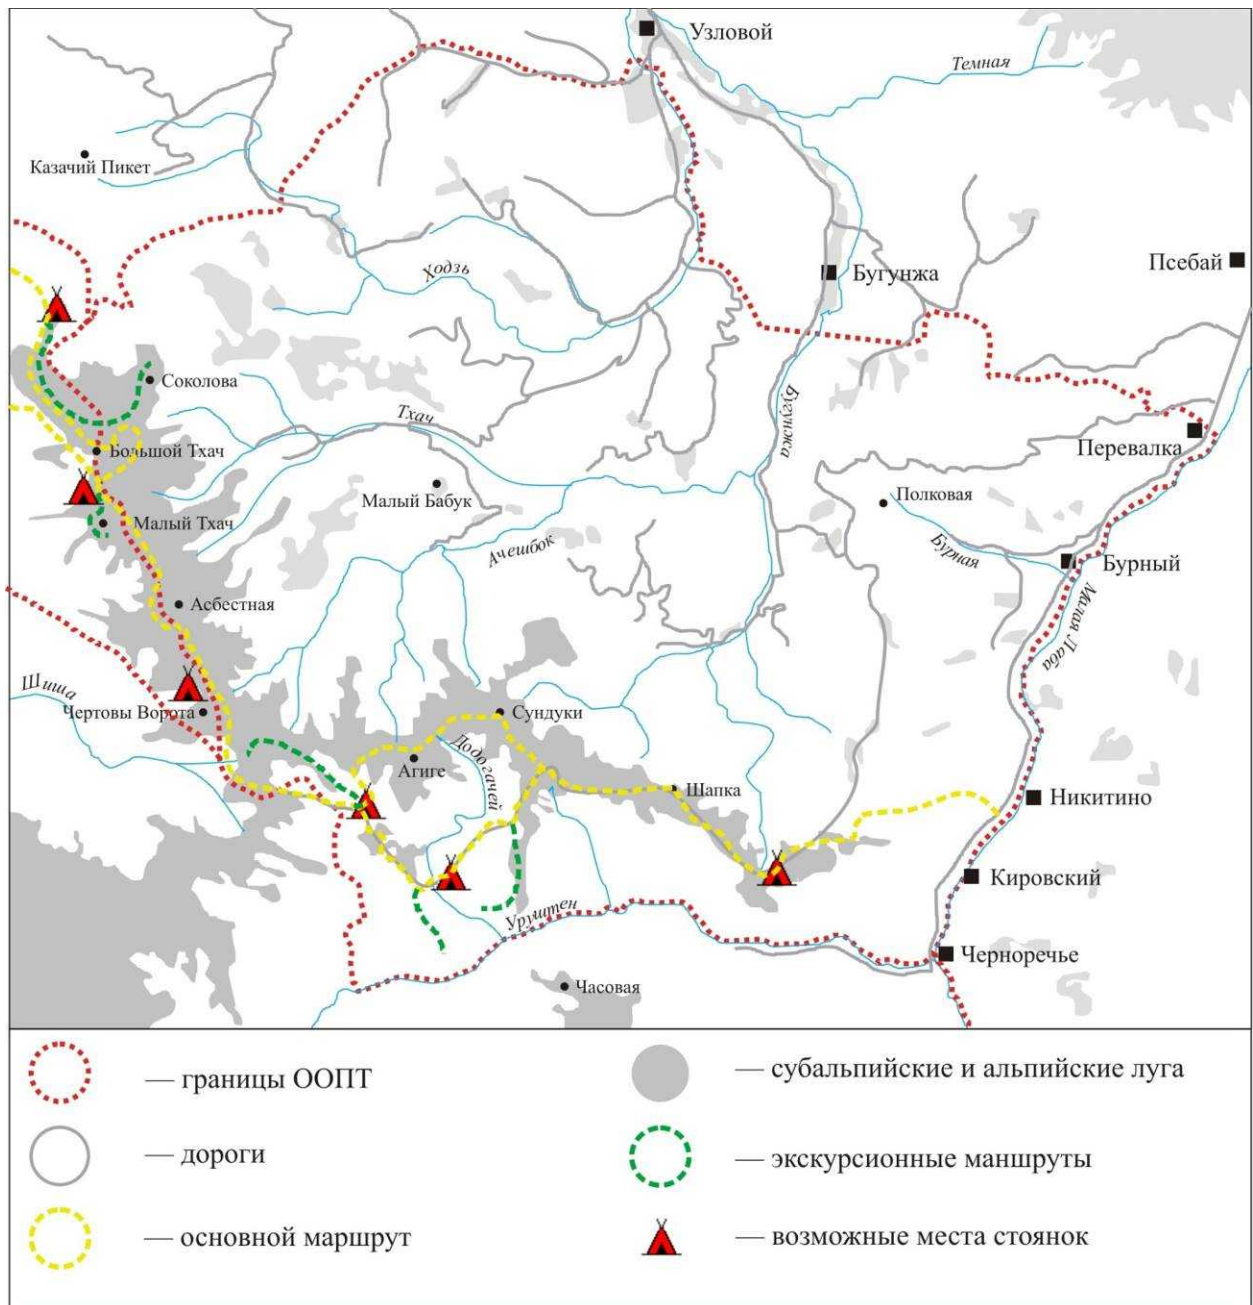 Узловой
Темная
Казачий Пикет
Псебай
Ходзь
Бугунжа
Соколова
Бугунжа
Тхач
Перевалка
Большой Тхач
Малый Бабук
Полковая
Малый Тхач
Ачешбок
Бурная
Бурный
Малая Лаба
Асбестная
Шиша
Чертовы Ворота
Сундуки
Додогачей
Агиге
Шапка
Никитино
Кировский
Уруштен
Черноречье
Часовая
— границы ООПТ
— субальпийские и альпийские луга
— дороги
— экскурсионные маншруты
— основной маршрут
— возможные места стоянок